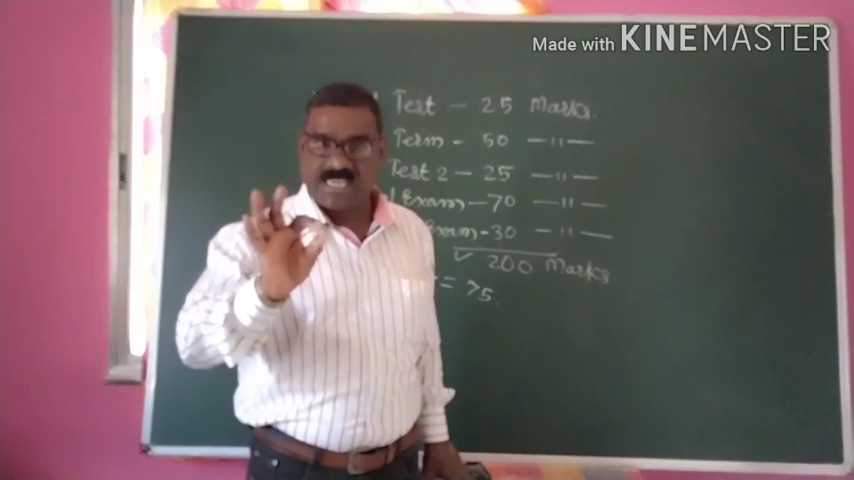 Made with KINEMASTER
Test - 25 Marks.
Term - 50 -"-
Test 2 - 25 -"-
Exam - 70 -"-
Exam - 30 -"-
✓ 200 Marks
= 75.